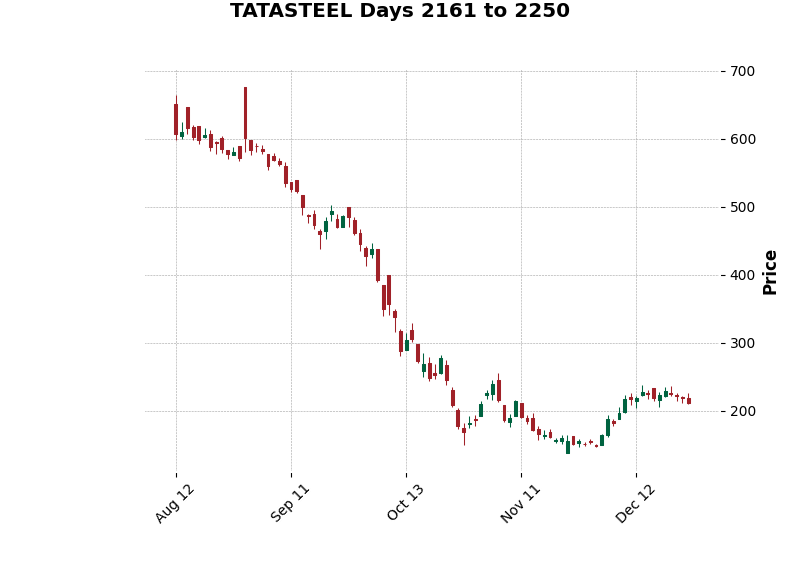 TATASTEEL Days 2161 to 2250
700
600
500
400
300
200
Price
Aug 12
Sep 11
Oct 13
Nov 11
Dec 12